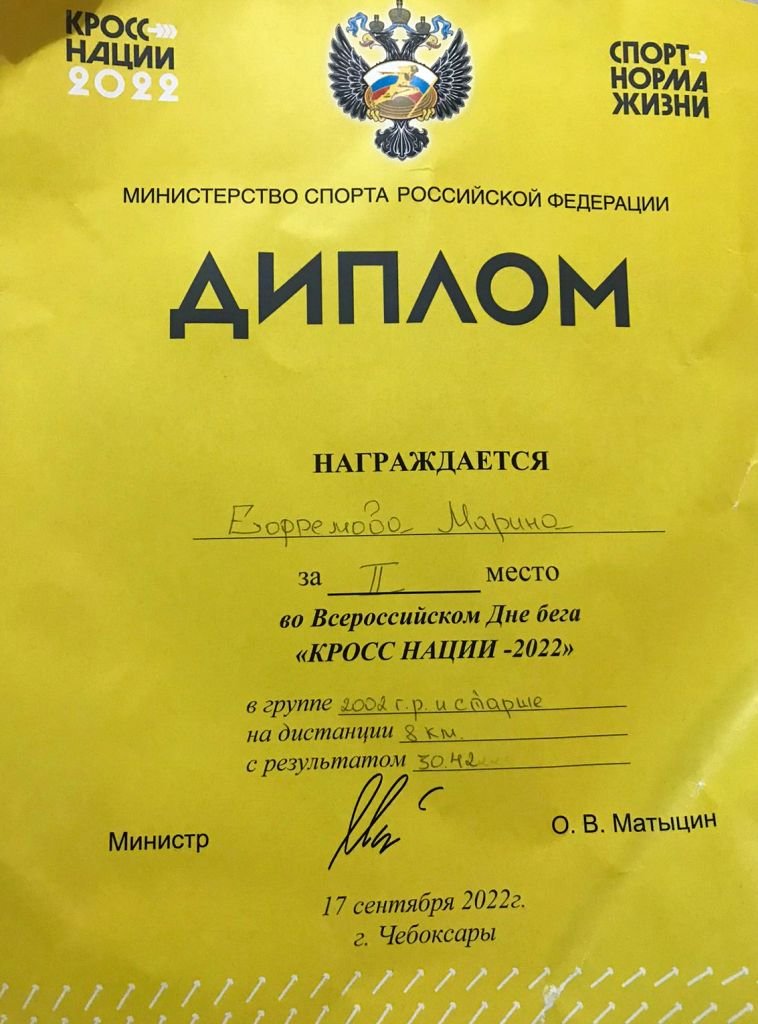 КРОСС
НАЦИИ
2022
СПОРТ
НОРМА
ЖИЗНИ
МИНИСТЕРСТВО СПОРТА РОССИЙСКОЙ ФЕДЕРАЦИИ
ДИПЛОМ
НАГРАЖДАЕТСЯ
Ефремова Марина
за II место
во Всероссийском Дне бега
«КРОСС НАЦИИ -2022»
в группе 2002 г.р. и старше
на дистанции 8 км.
с результатом 30.42
Министр
О. В. Матыцин
17 сентября 2022г.
г. Чебоксары